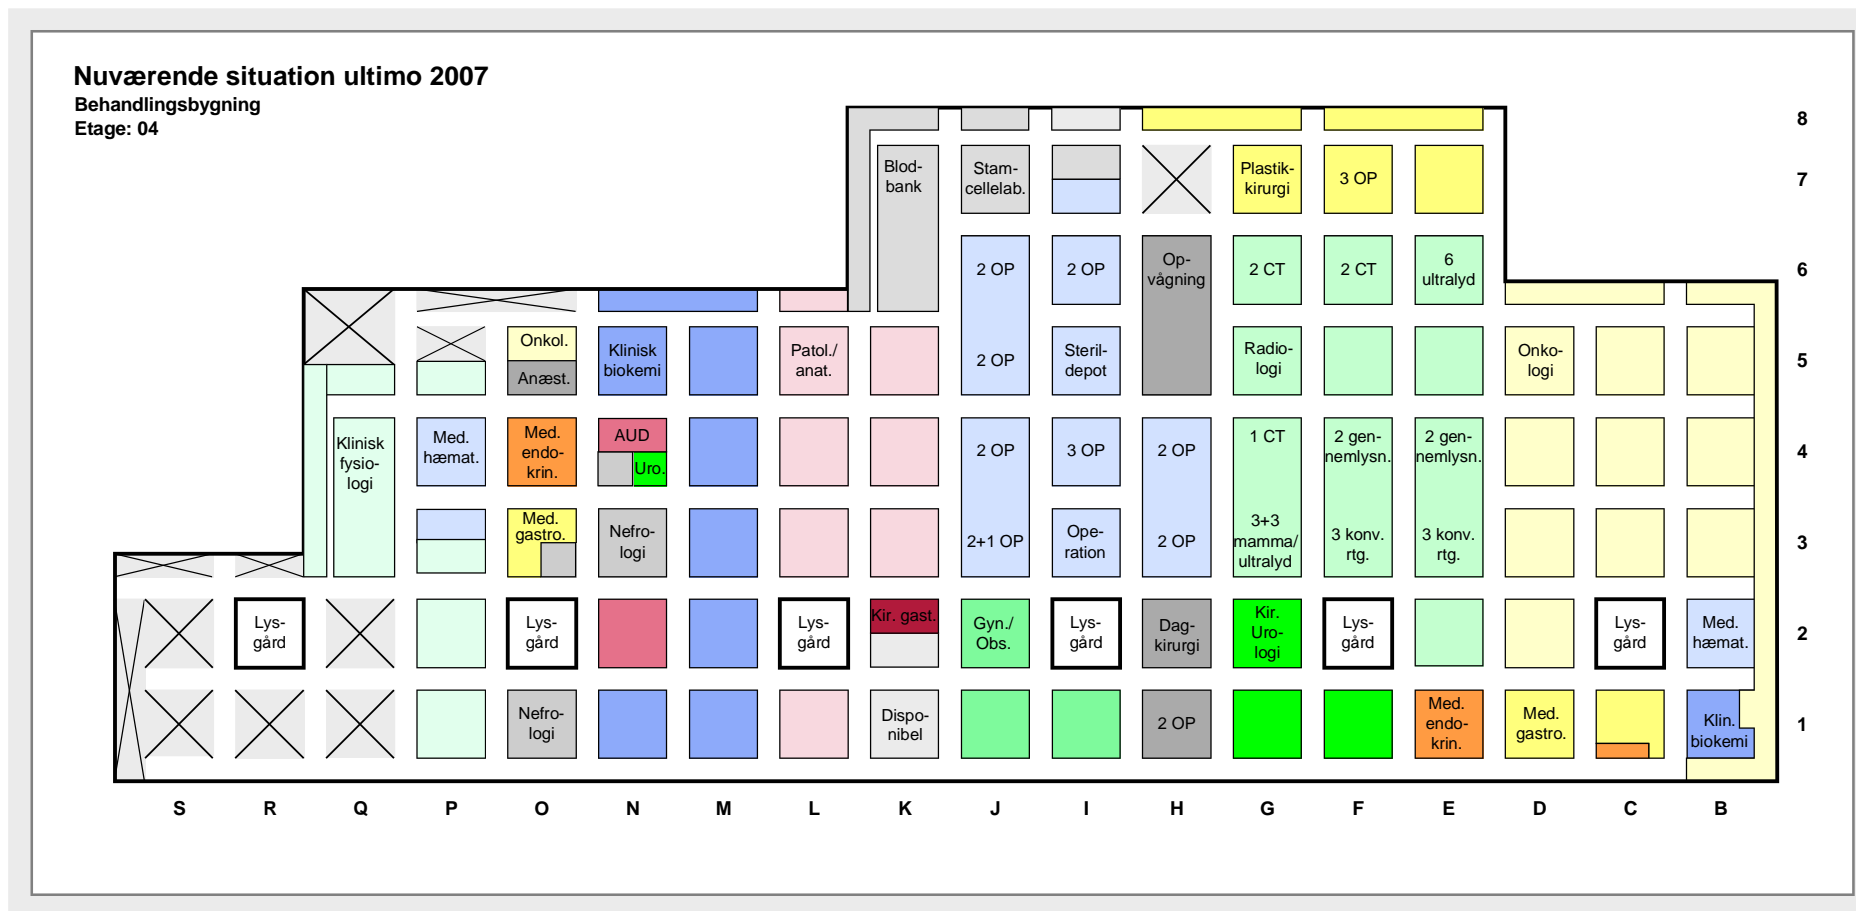 Nuværende situation ultimo 2007
Behandlingsbygning
Etage: 04
8
Blod-
bank
Stam-
cellelab.
Plastik-
kirurgi
3 OP
7
2 OP
2 OP
Op-
vågning
2 CT
2 CT
6
ultralyd
6
Onkol.
Anæst.
Klinisk
biokemi
Patol./
anat.
2 OP
Steril-
depot
Radio-
logi
Onko-
logi
5
Klinisk
fysio-
logi
Med.
hæmat.
Med.
endo-
krin.
AUD
Uro.
2 OP
3 OP
2 OP
1 CT
2 gen-
nemlysn.
2 gen-
nemlysn.
4
Med.
gastro.
Nefro-
logi
2+1 OP
Ope-
ration
2 OP
3+3
mamma/
ultralyd
3 konv.
rtg.
3 konv.
rtg.
3
Lys-
gård
Lys-
gård
Lys-
gård
Kir. gast.
Gyn./
Obs.
Lys-
gård
Dag-
kirurgi
Kir.
Uro-
logi
Lys-
gård
Lys-
gård
Med.
hæmat.
2
Nefro-
logi
Dispo-
nibel
2 OP
Med.
endo-
krin.
Med.
gastro.
Klin.
biokemi
1
S R Q P O N M L K J I H G F E D C B